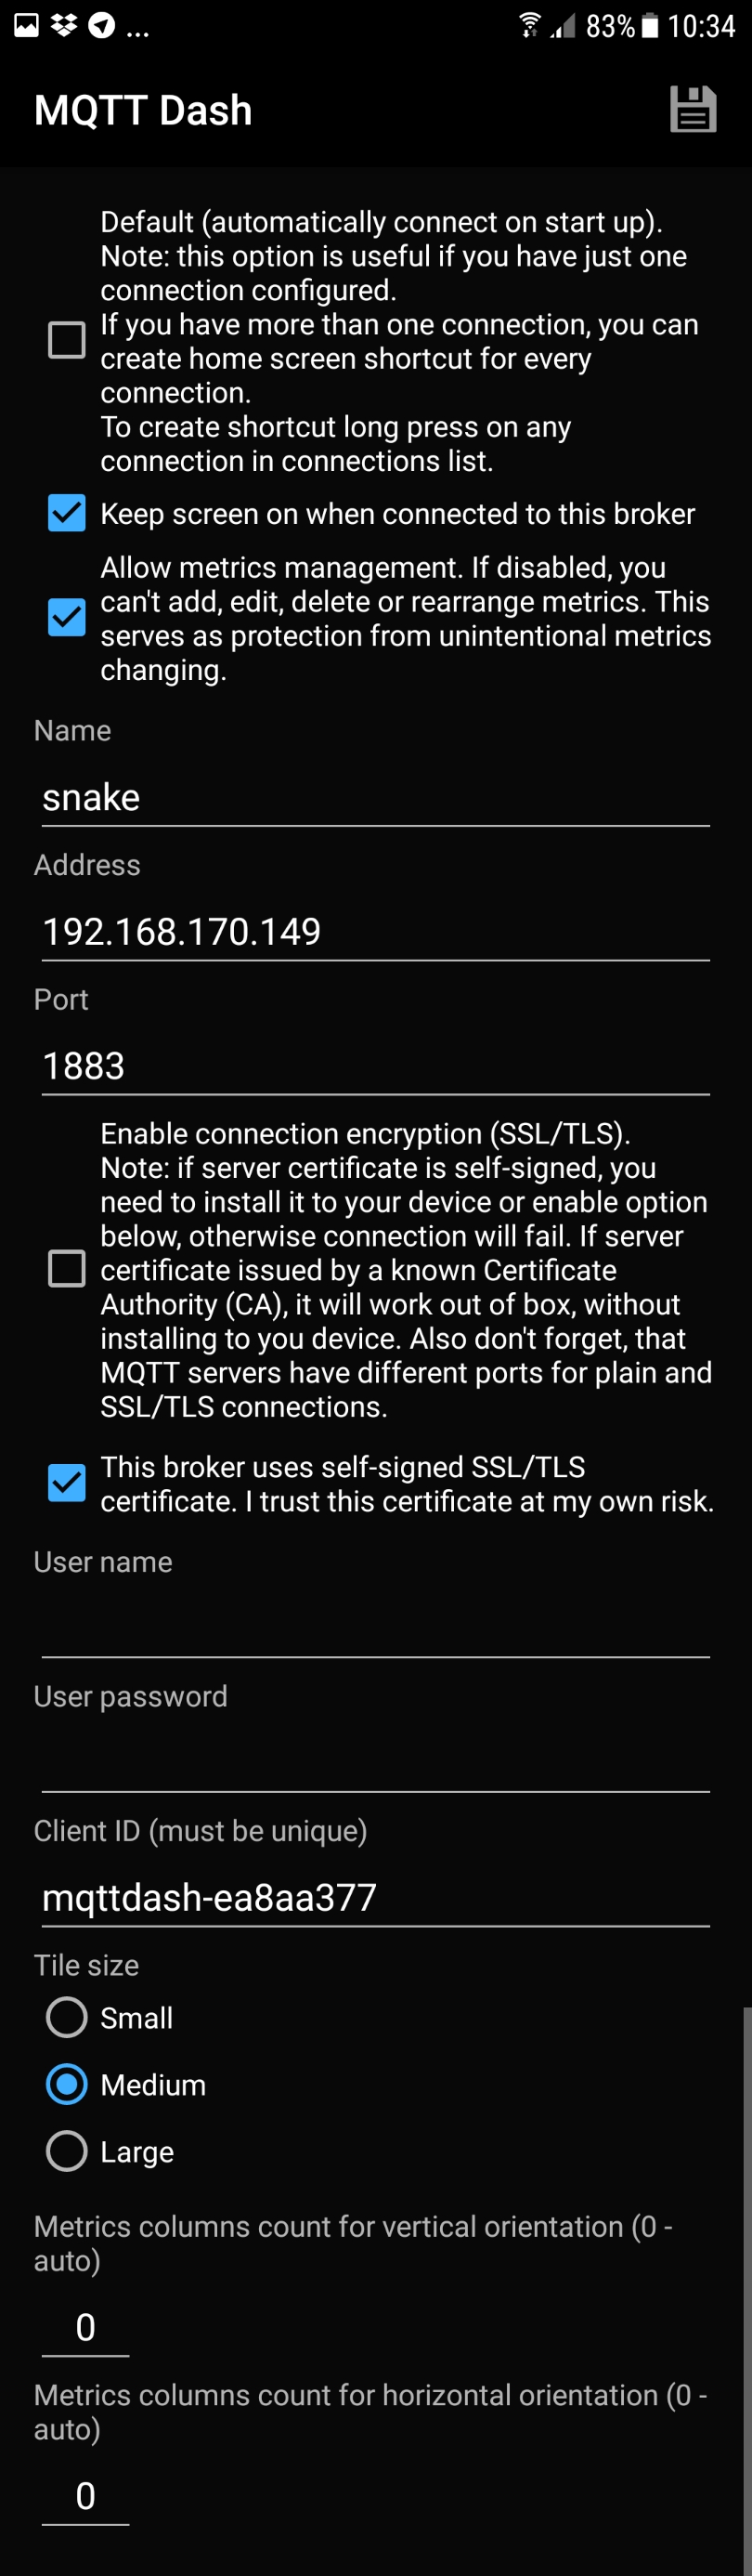 ... 83% 10:34
MQTT Dash
Default (automatically connect on start up).
Note: this option is useful if you have just one
connection configured.
If you have more than one connection, you can
create home screen shortcut for every
connection.
To create shortcut long press on any
connection in connections list.
Keep screen on when connected to this broker
Allow metrics management. If disabled, you
can't add, edit, delete or rearrange metrics. This
serves as protection from unintentional metrics
changing.
Name
snake
Address
192.168.170.149
Port
1883
Enable connection encryption (SSL/TLS).
Note: if server certificate is self-signed, you
need to install it to your device or enable option
below, otherwise connection will fail. If server
certificate issued by a known Certificate
Authority (CA), it will work out of box, without
installing to you device. Also don't forget, that
MQTT servers have different ports for plain and
SSL/TLS connections.
This broker uses self-signed SSL/TLS
certificate. I trust this certificate at my own risk.
User name
User password
Client ID (must be unique)
mqttdash-ea8aa377
Tile size
Small
Medium
Large
Metrics columns count for vertical orientation (0 -
auto)
0
Metrics columns count for horizontal orientation (0 -
auto)
0